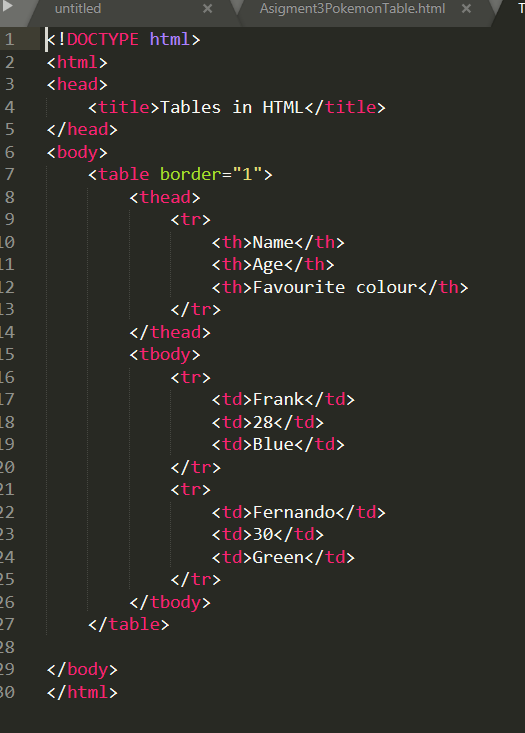 untitled × Asigment3PokemonTable.html × T
1 <!DOCTYPE html>
2 <html>
3 <head>
4     <title>Tables in HTML</title>
5 </head>
6 <body>
7     <table border="1">
8         <thead>
9             <tr>
10                 <th>Name</th>
11                 <th>Age</th>
12                 <th>Favourite colour</th>
13             </tr>
14         </thead>
15         <tbody>
16             <tr>
17                 <td>Frank</td>
18                 <td>28</td>
19                 <td>Blue</td>
20             </tr>
21             <tr>
22                 <td>Fernando</td>
23                 <td>30</td>
24                 <td>Green</td>
25             </tr>
26         </tbody>
27     </table>
28
29 </body>
30 </html>